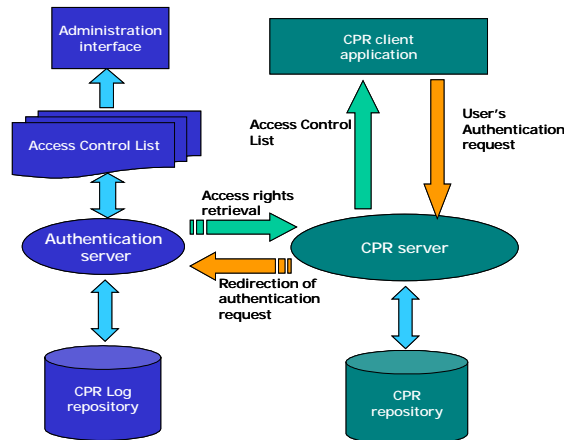 Administration
interface
CPR client
application
Access Control List
Access Control
List
User's
Authentication
request
Access rights
retrieval
Authentication
server
CPR server
Redirection of
authentication
request
CPR Log
repository
CPR
repository